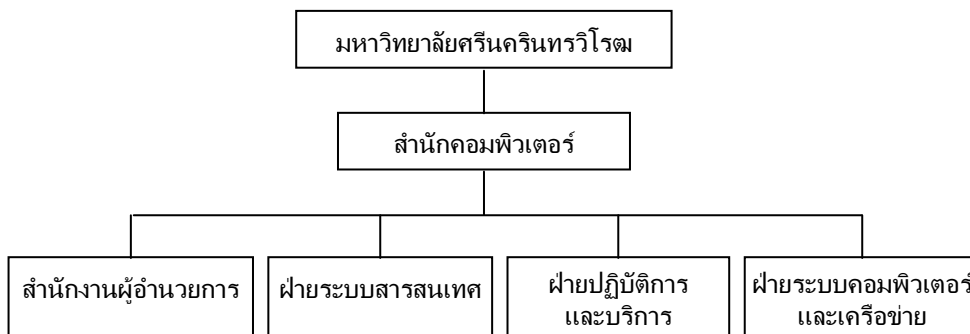 มหาวิทยาลัยศรีนครินทรวิโรฒ
สำนักคอมพิวเตอร์
สำนักงานผู้อำนวยการ
ฝ่ายระบบสารสนเทศ
ฝ่ายปฏิบัติการ
และบริการ
ฝ่ายระบบคอมพิวเตอร์
และเครือข่าย